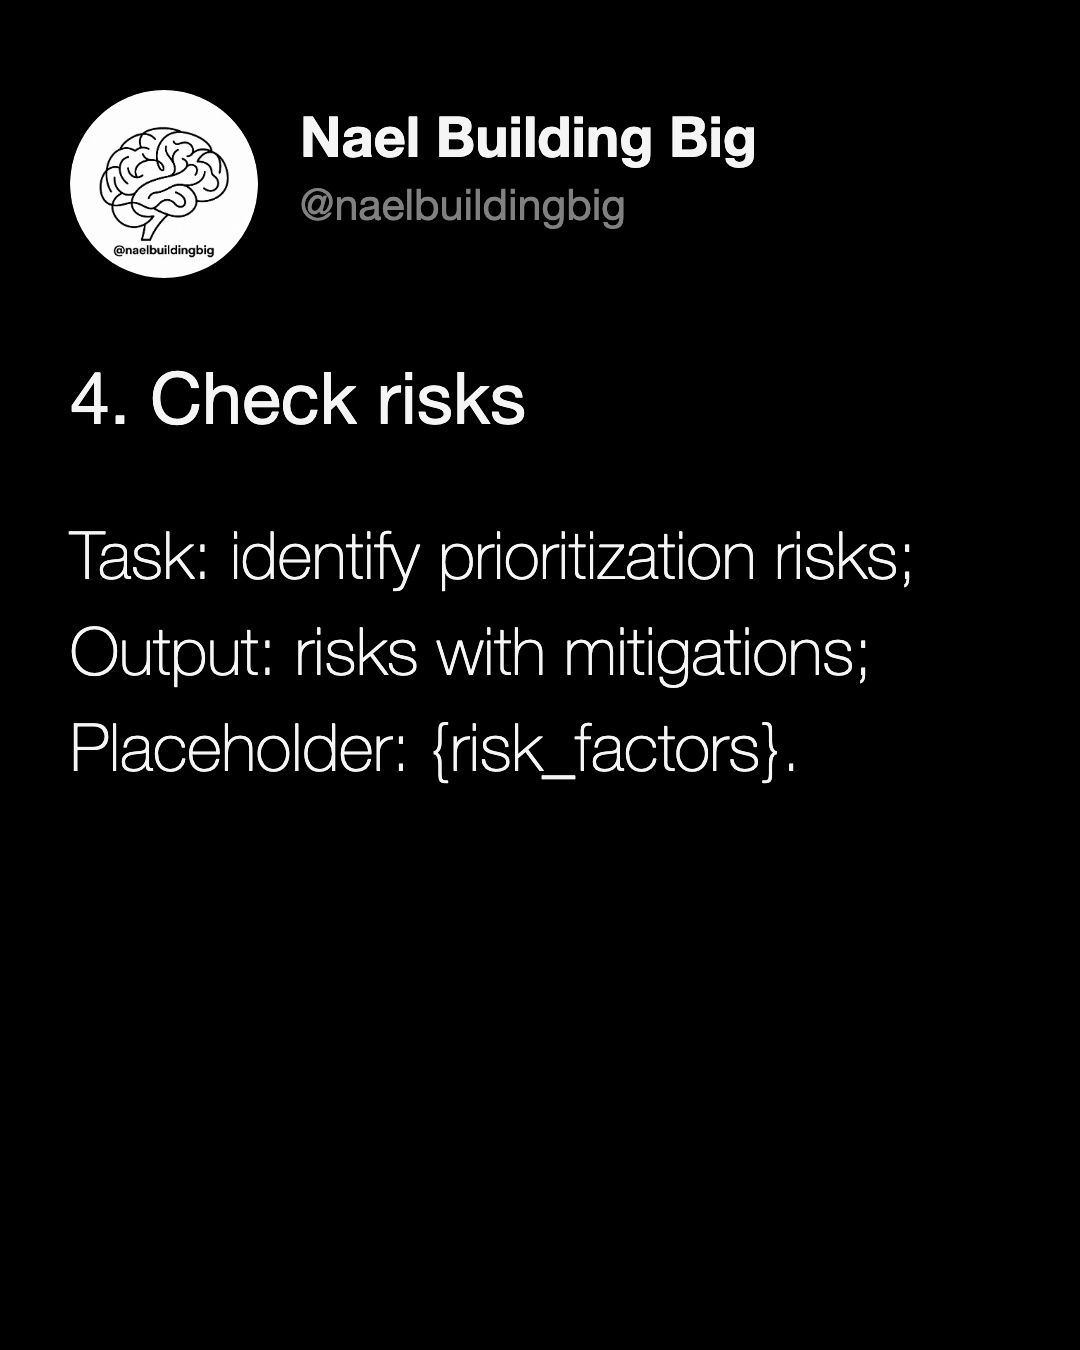 Nael Building Big
@naelbuildingbig
@naelbuildingbig
4. Check risks
Task: identify prioritization risks;
Output: risks with mitigations;
Placeholder: {risk_factors}.